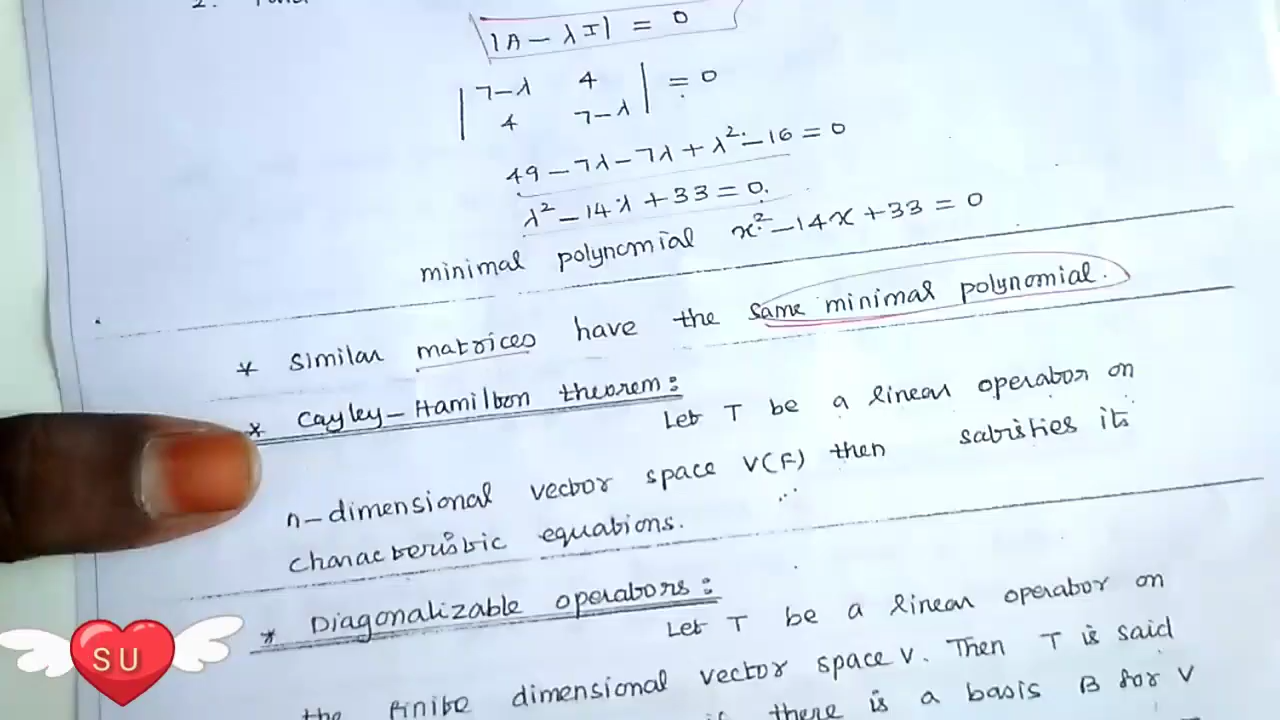 2.
|A - λI| = 0
| 7-λ 4 | = 0
| 4 7-λ |
49 - 7λ - 7λ + λ² - 16 = 0
λ² - 14λ + 33 = 0.
minimal polynomial x² - 14x + 33 = 0
* Similar matrices have the same minimal polynomial.
* Cayley-Hamilton theorem:
Let T be a linear operator on
n-dimensional vector space V(F) then satisfies its
characteristic equations.
* Diagonalizable operators:
Let T be a linear operator on
the finite dimensional vector space V. Then T is said
there is a basis B for V
SU